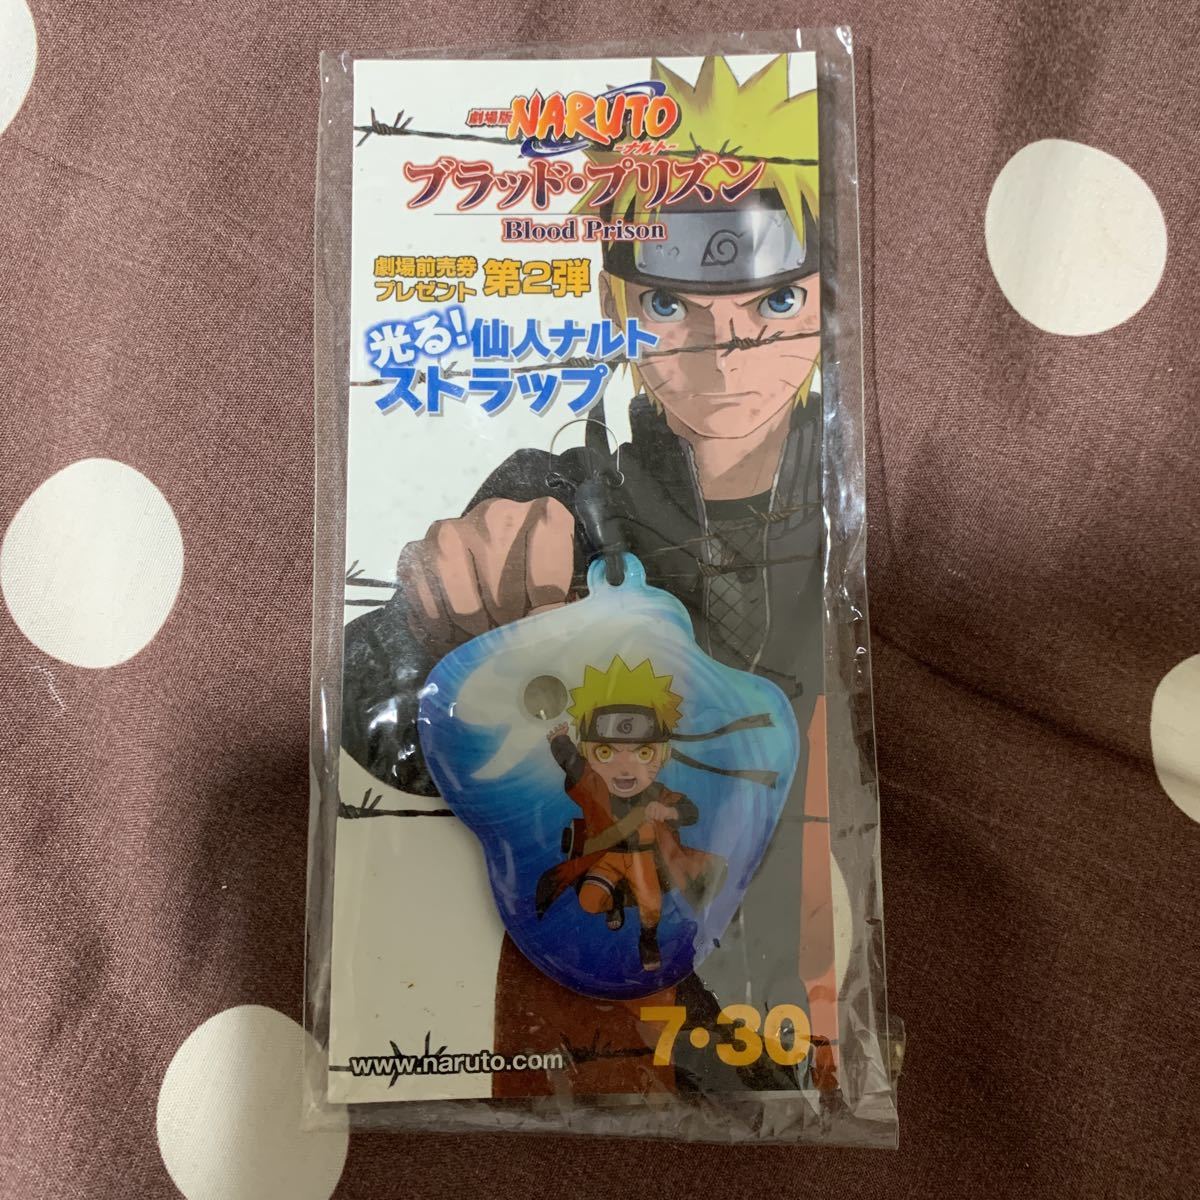 劇場版 NARUTO
-ナルト-
ブラッド・プリズン
Blood Prison
劇場前売券
プレゼント 第2弾
光る!仙人ナルト
ストラップ
7・30
www.naruto.com